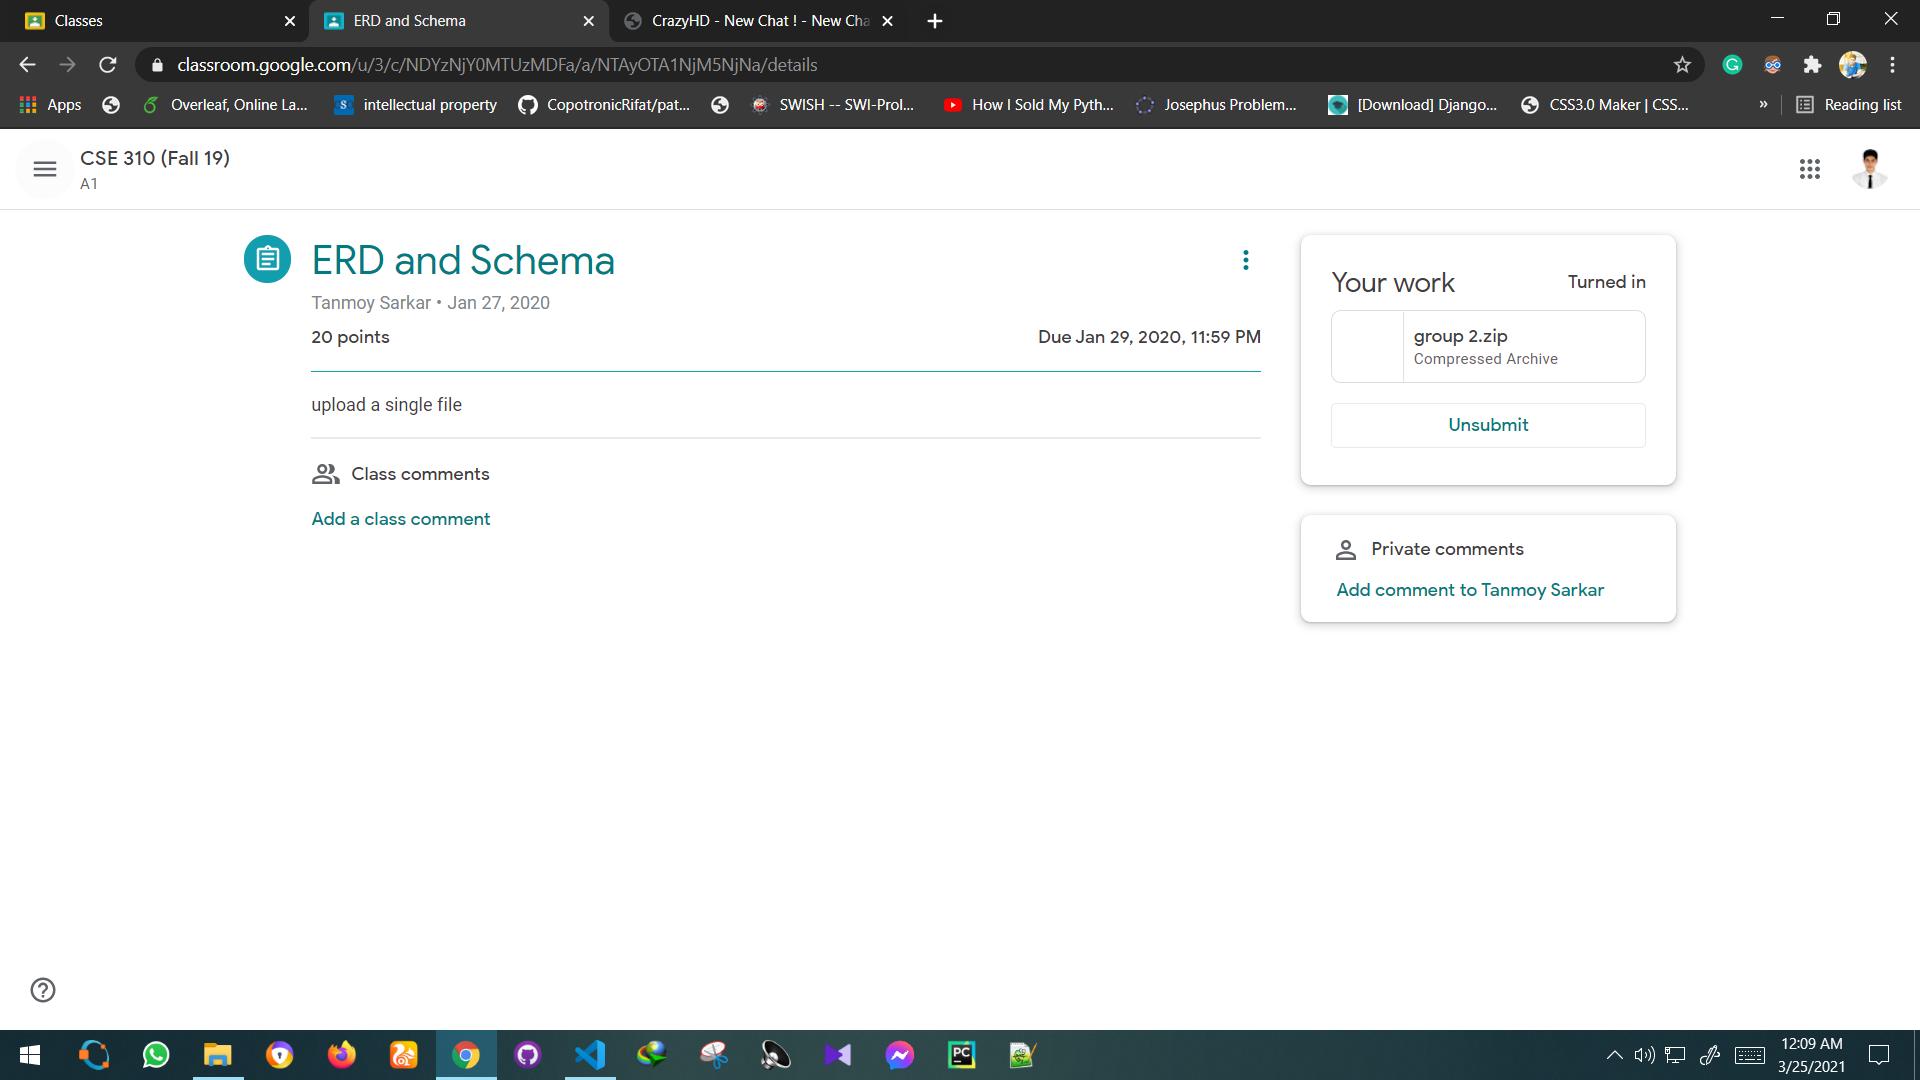 Classes
ERD and Schema
CrazyHD - New Chat ! - New Cha
classroom.google.com/u/3/c/NDYzNjY0MTUzMDFa/a/NTAyOTA1NjM5NjNa/details
Apps
Overleaf, Online La...
intellectual property
CopotronicRifat/pat...
SWISH -- SWI-Prol...
How I Sold My Pyth...
Josephus Problem...
[Download] Django...
CSS3.0 Maker | CSS...
»
Reading list
CSE 310 (Fall 19)
A1
ERD and Schema
Tanmoy Sarkar • Jan 27, 2020
20 points
Due Jan 29, 2020, 11:59 PM
upload a single file
Class comments
Add a class comment
Your work
Turned in
group 2.zip
Compressed Archive
Unsubmit
Private comments
Add comment to Tanmoy Sarkar
12:09 AM
3/25/2021